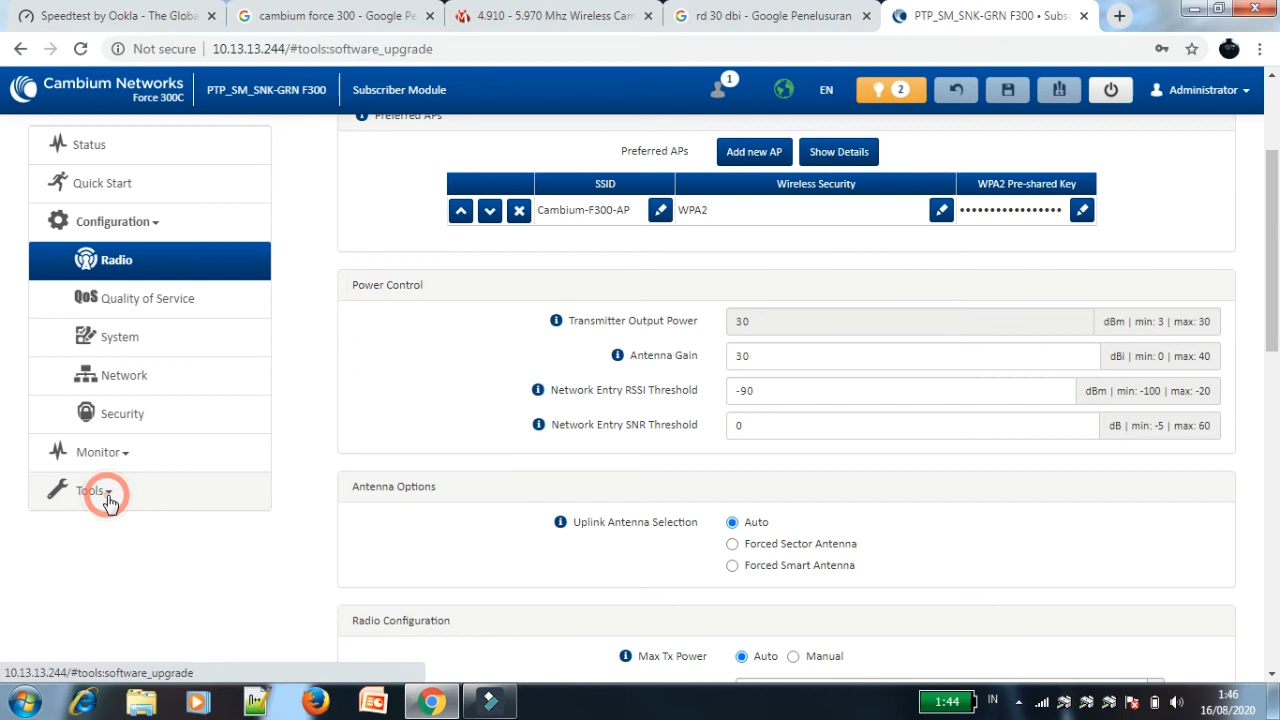 Speedtest by Ookla - The Globa
cambium force 300 - Google Pe
4.910 - 5.970 Mhz Wireless Cam
rd 30 dbi - Google Penelusuran
PTP_SM_SNK-GRN F300 • Subsc
Not secure
10.13.13.244/#tools:software_upgrade
Cambium Networks
Force 300C
PTP_SM_SNK-GRN F300
Subscriber Module
1
EN
2
Administrator
Status
Quick Start
Configuration
Radio
QoS Quality of Service
System
Network
Security
Monitor
Tools
Preferred APs
Preferred APs
Add new AP
Show Details
SSID
Wireless Security
WPA2 Pre-shared Key
Cambium-F300-AP
WPA2
••••••••••••••••
Power Control
Transmitter Output Power
30
dBm | min: 3 | max: 30
Antenna Gain
30
dBi | min: 0 | max: 40
Network Entry RSSI Threshold
-90
dBm | min: -100 | max: -20
Network Entry SNR Threshold
0
dB | min: -5 | max: 60
Antenna Options
Uplink Antenna Selection
Auto
Forced Sector Antenna
Forced Smart Antenna
Radio Configuration
Max Tx Power
Auto
Manual
10.13.13.244/#tools:software_upgrade
1:44
IN
1:46
16/08/2020